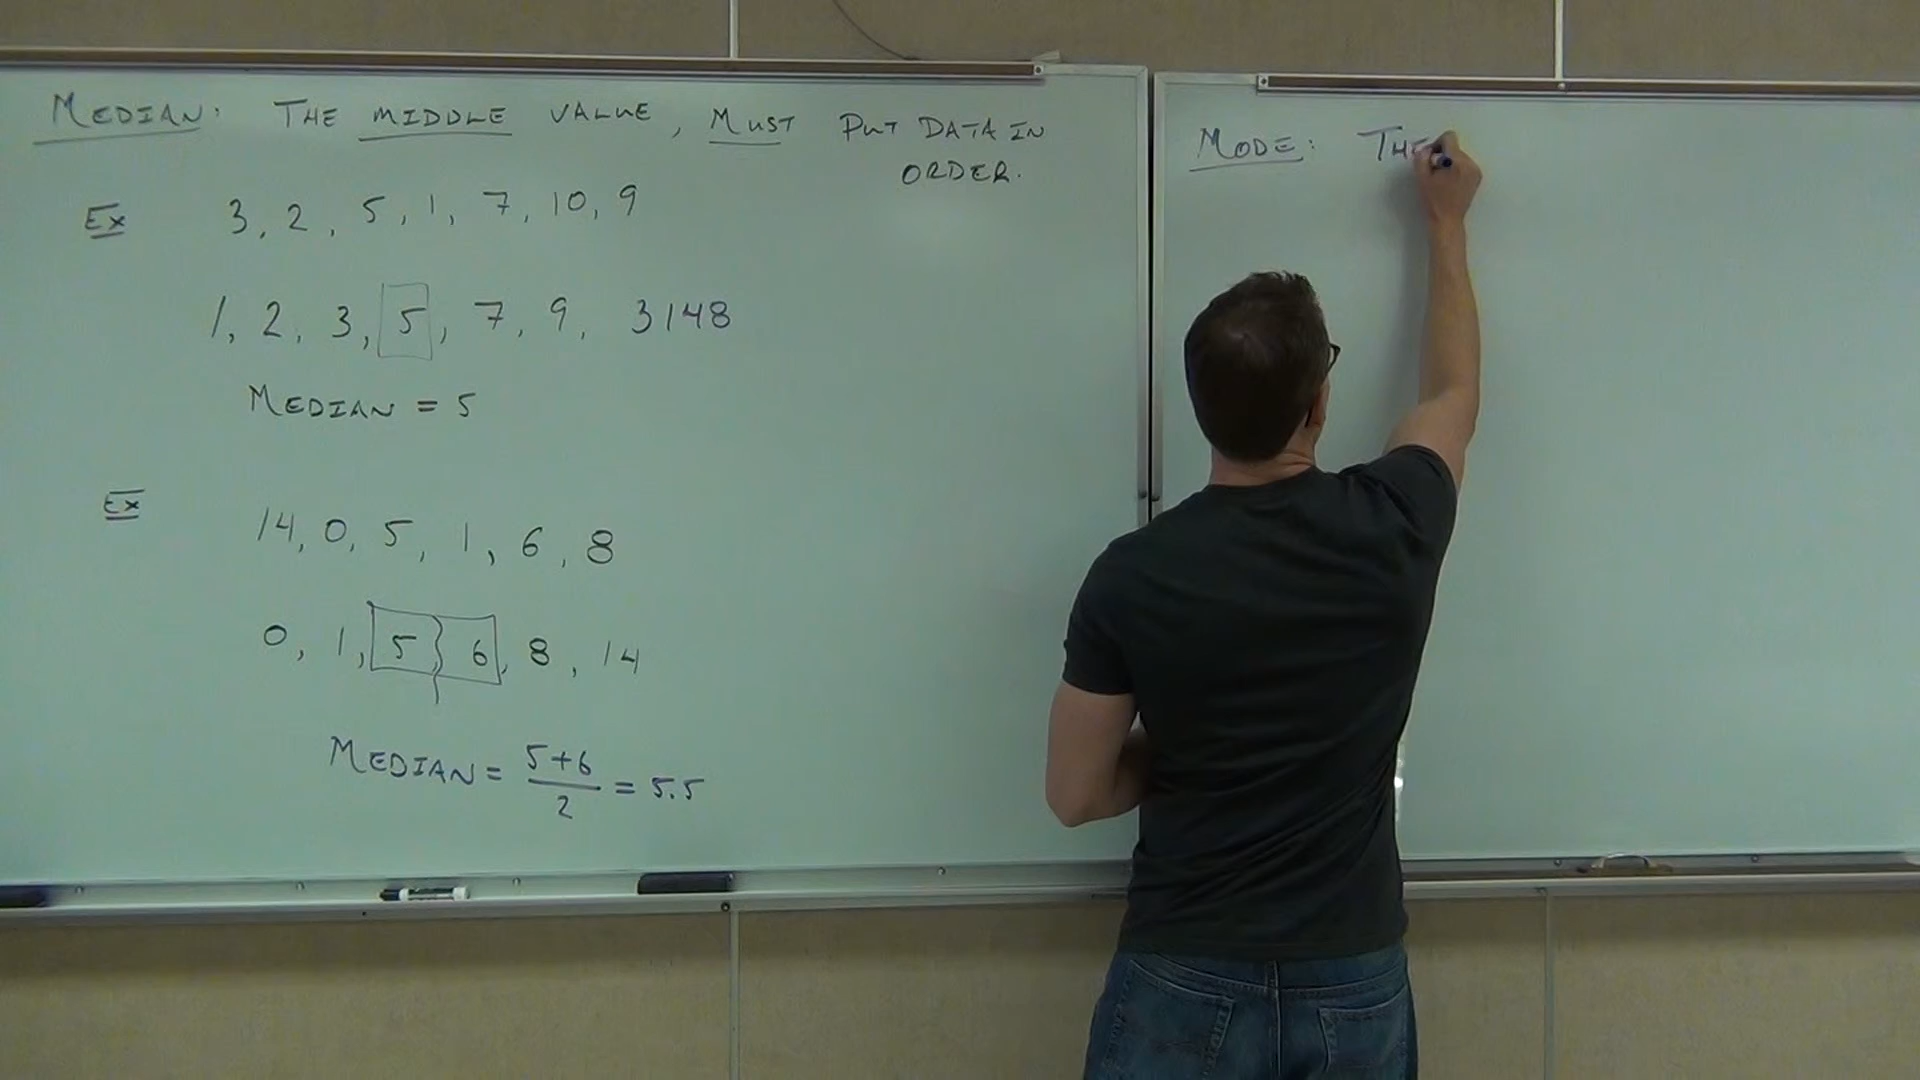 MEDIAN: THE MIDDLE VALUE, MUST PUT DATA IN
ORDER.
EX 3, 2, 5, 1, 7, 10, 9
1, 2, 3, 5, 7, 9, 3148
MEDIAN = 5
EX
14, 0, 5, 1, 6, 8
0, 1, 5, 6, 8, 14
MEDIAN = 5+6/2 = 5.5
MODE: THE